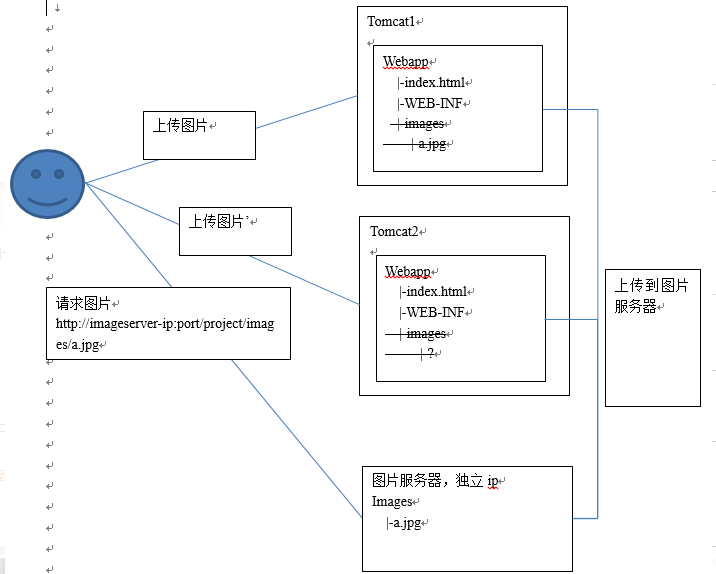 Tomcat1
Webapp
|-index.html
|-WEB-INF
|-images
|-a.jpg
上传图片
上传图片’
Tomcat2
Webapp
|-index.html
|-WEB-INF
|-images
|-?
请求图片
http://imageserver-ip:port/project/imag
es/a.jpg
上传到图片
服务器
图片服务器，独立 ip
Images
|-a.jpg